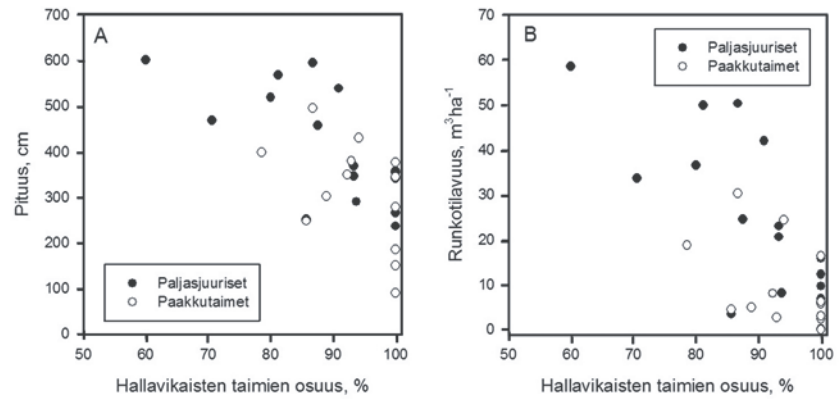 A
700
600
500
400
300
200
100
0
Pituus, cm
Paljasjuuriset
Paakkutaimet
50 60 70 80 90 100
Hallavikaisten taimien osuus, %
B
70
60
50
40
30
20
10
0
Runkotilavuus, m³ha⁻¹
Paljasjuuriset
Paakkutaimet
50 60 70 80 90 100
Hallavikaisten taimien osuus, %